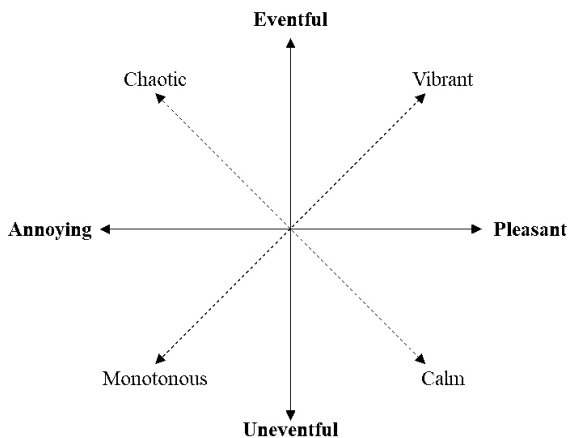 Eventful
Chaotic
Vibrant
Annoying
Pleasant
Monotonous
Calm
Uneventful